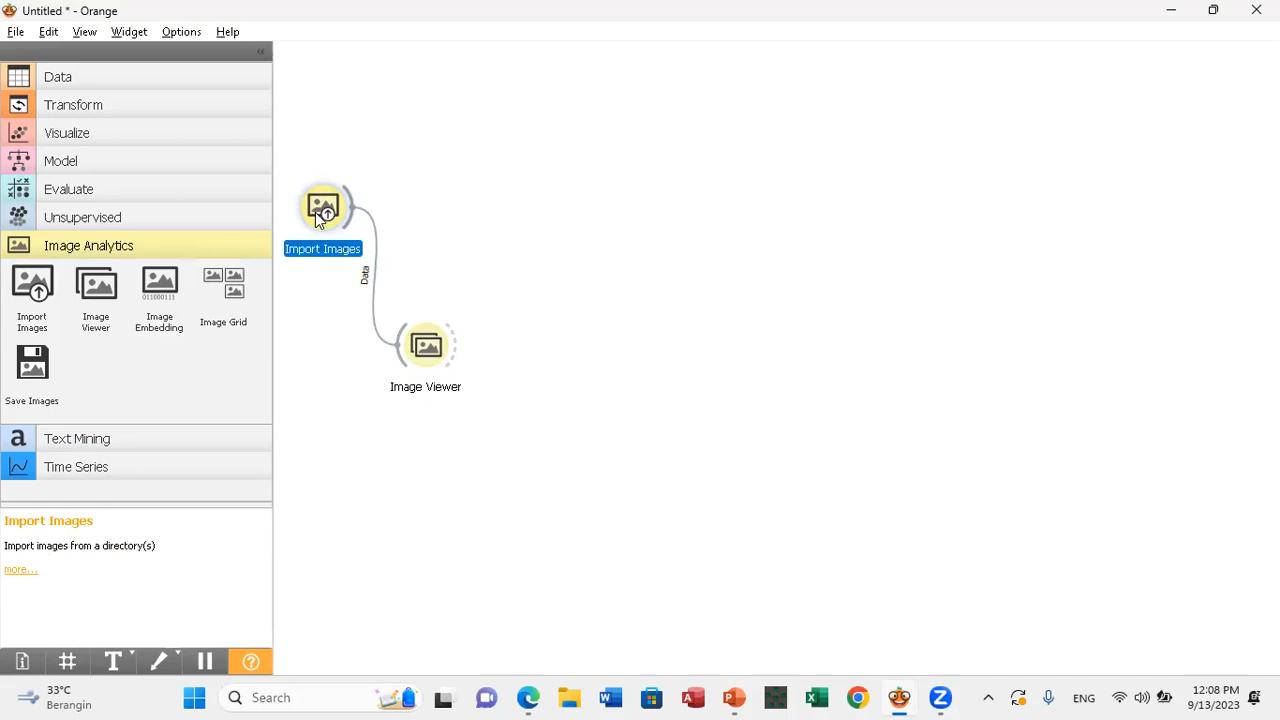 Untitled * - Orange
File Edit View Widget Options Help
Data
Transform
Visualize
Model
Evaluate
Unsupervised
Image Analytics
Import Images
Image Viewer
Image Embedding
011000111
Image Grid
Save Images
a Text Mining
Time Series
Import Images
Import images from a directory(s)
more...
Import Images
Data
Image Viewer
T
?
33°C
Berangin
Search
ENG
12:08 PM
9/13/2023